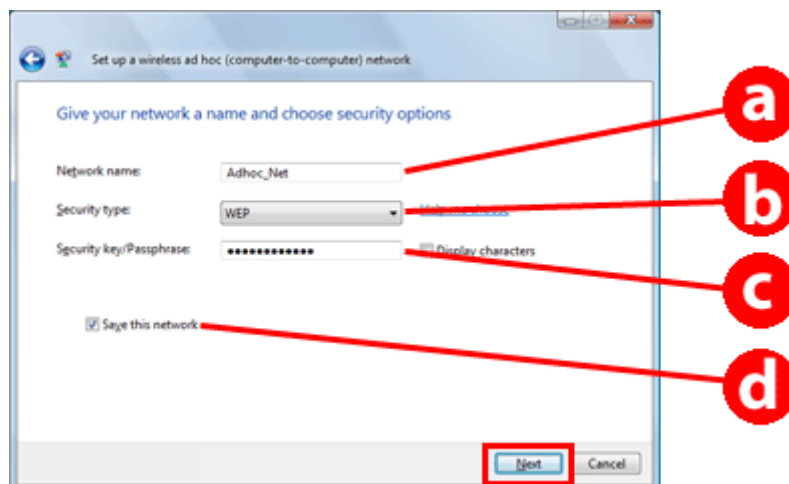 Set up a wireless ad hoc (computer-to-computer) network
Give your network a name and choose security options
a
Network name: Adhoc_Net
b
Security type: WEP
Security key/Passphrase: •••••••••••• Display characters
c
Save this network
d
Next Cancel